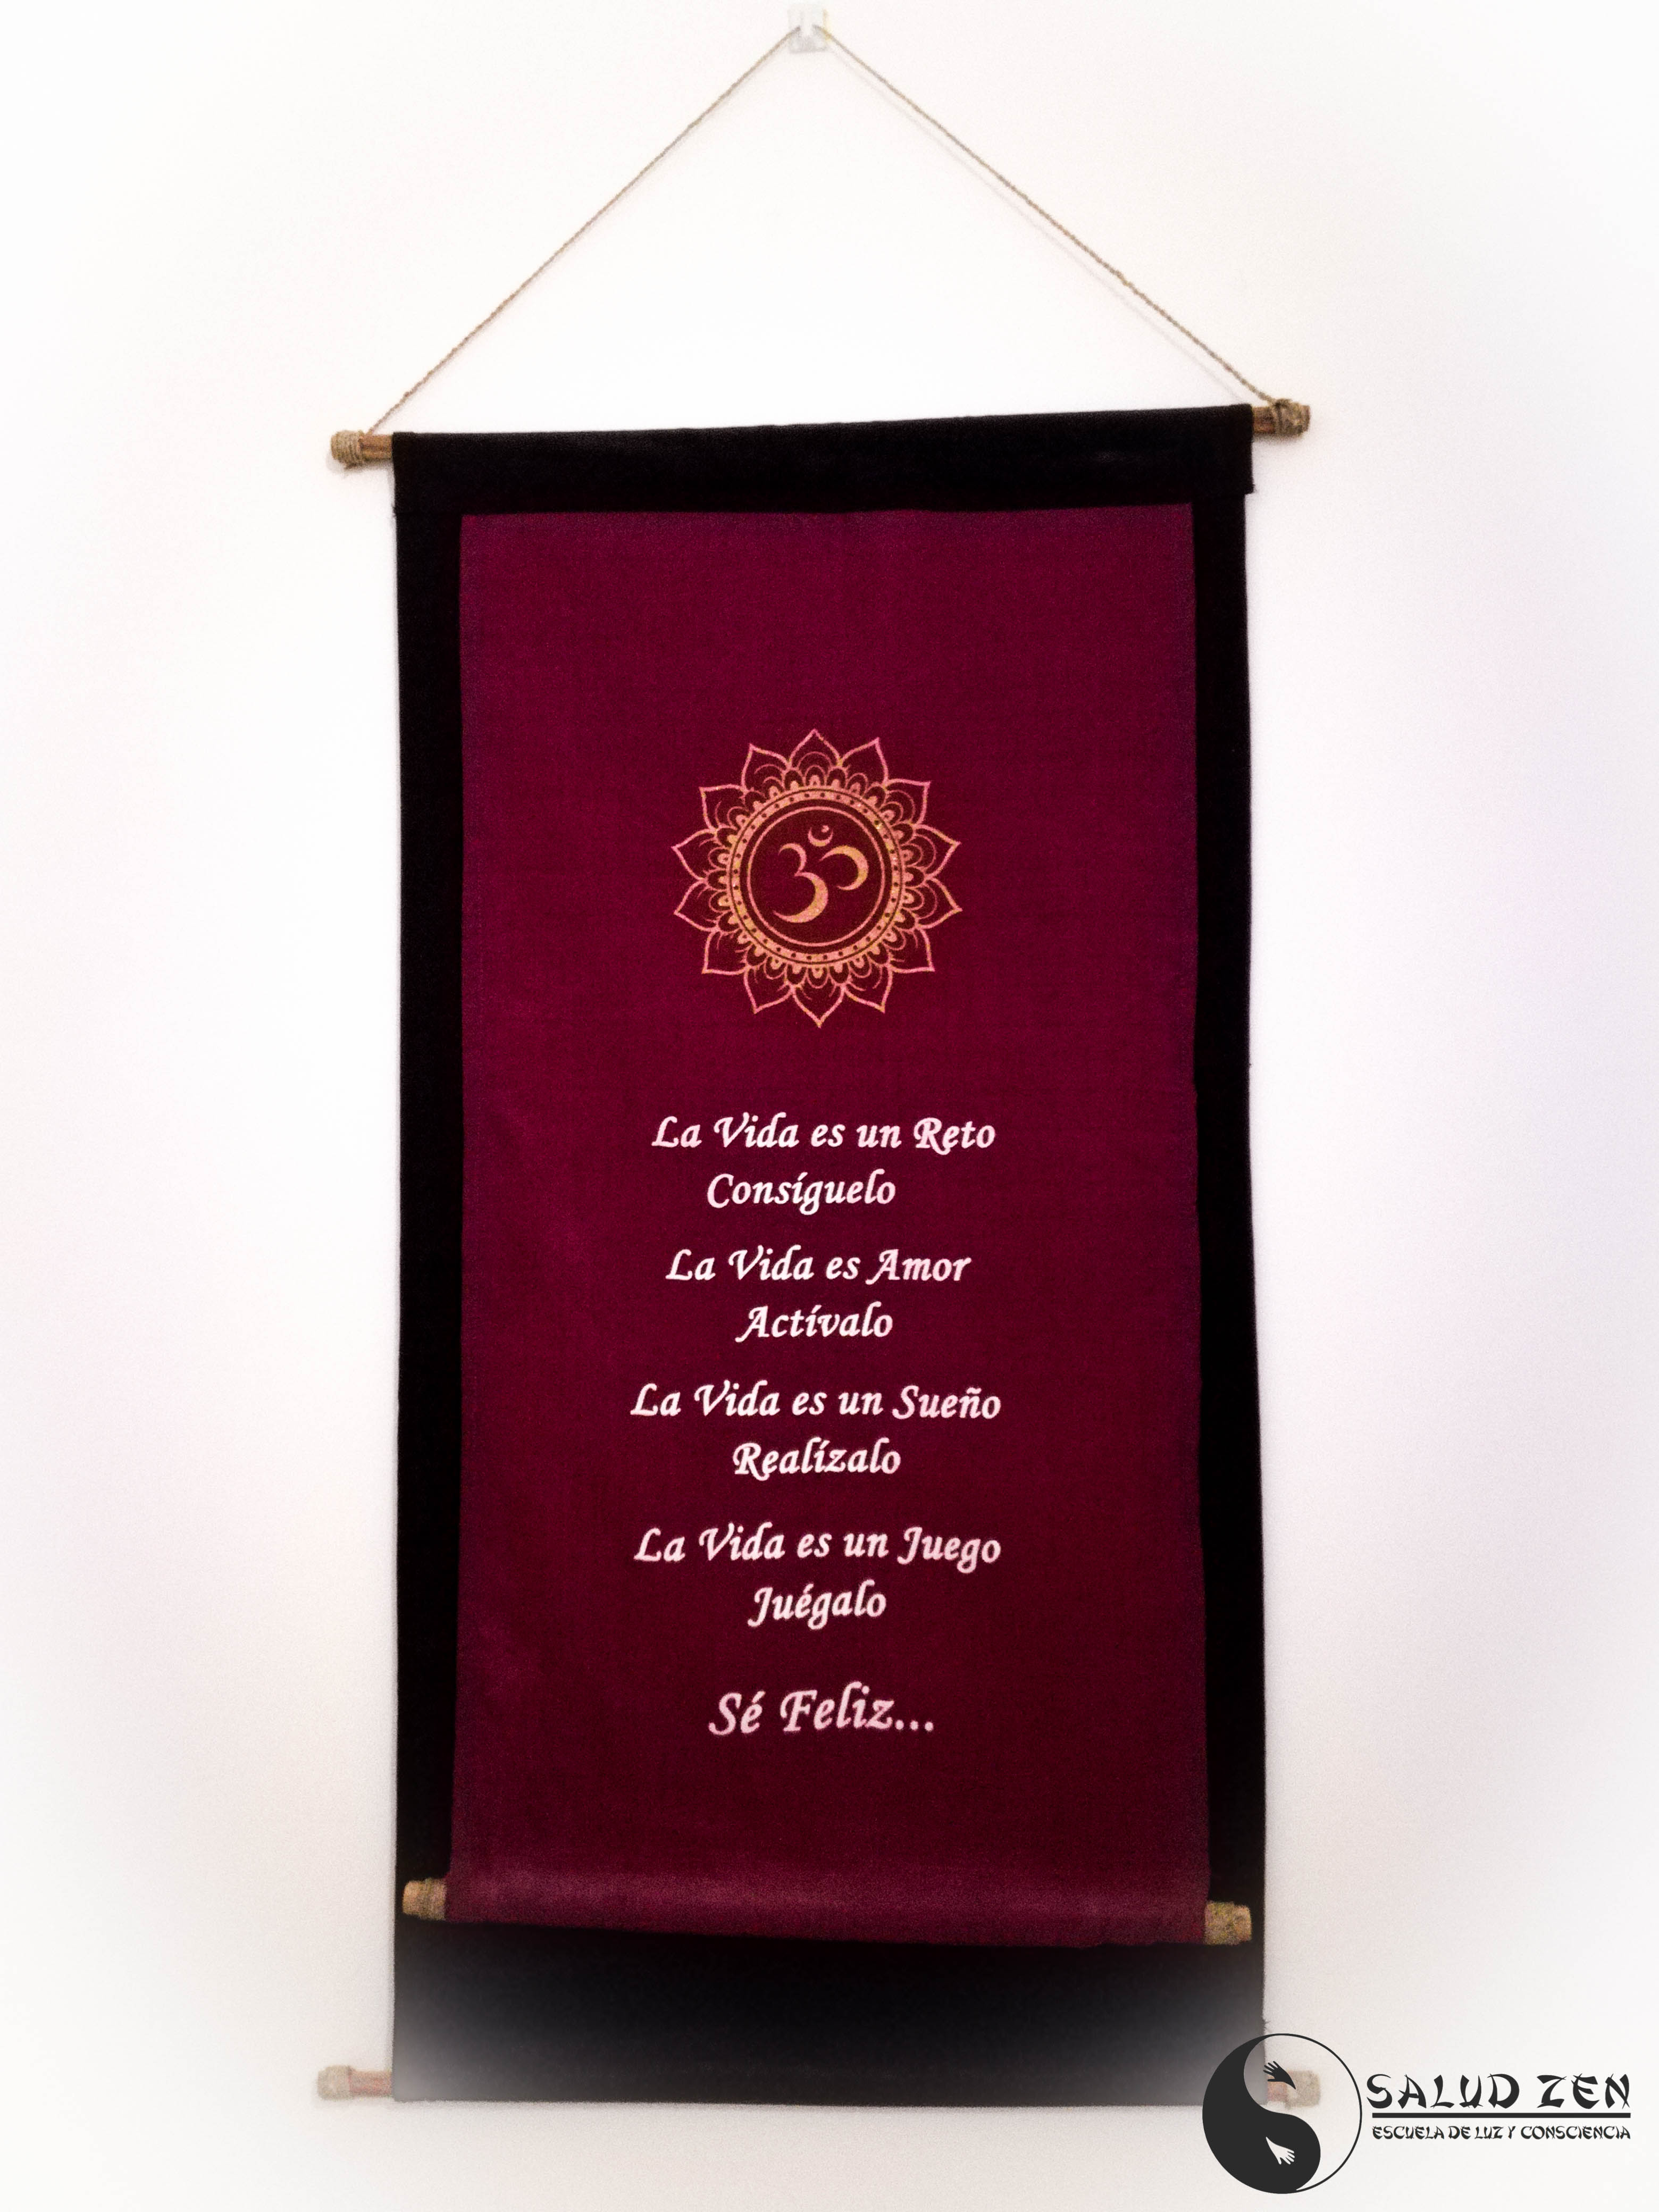 ॐ
La Vida es un Reto
Consíguelo
La Vida es Amor
Actívalo
La Vida es un Sueño
Realízalo
La Vida es un Juego
Juégalo
Sé Feliz...
SALUD ZEN
ESCUELA DE LUZ Y CONSCIENCIA